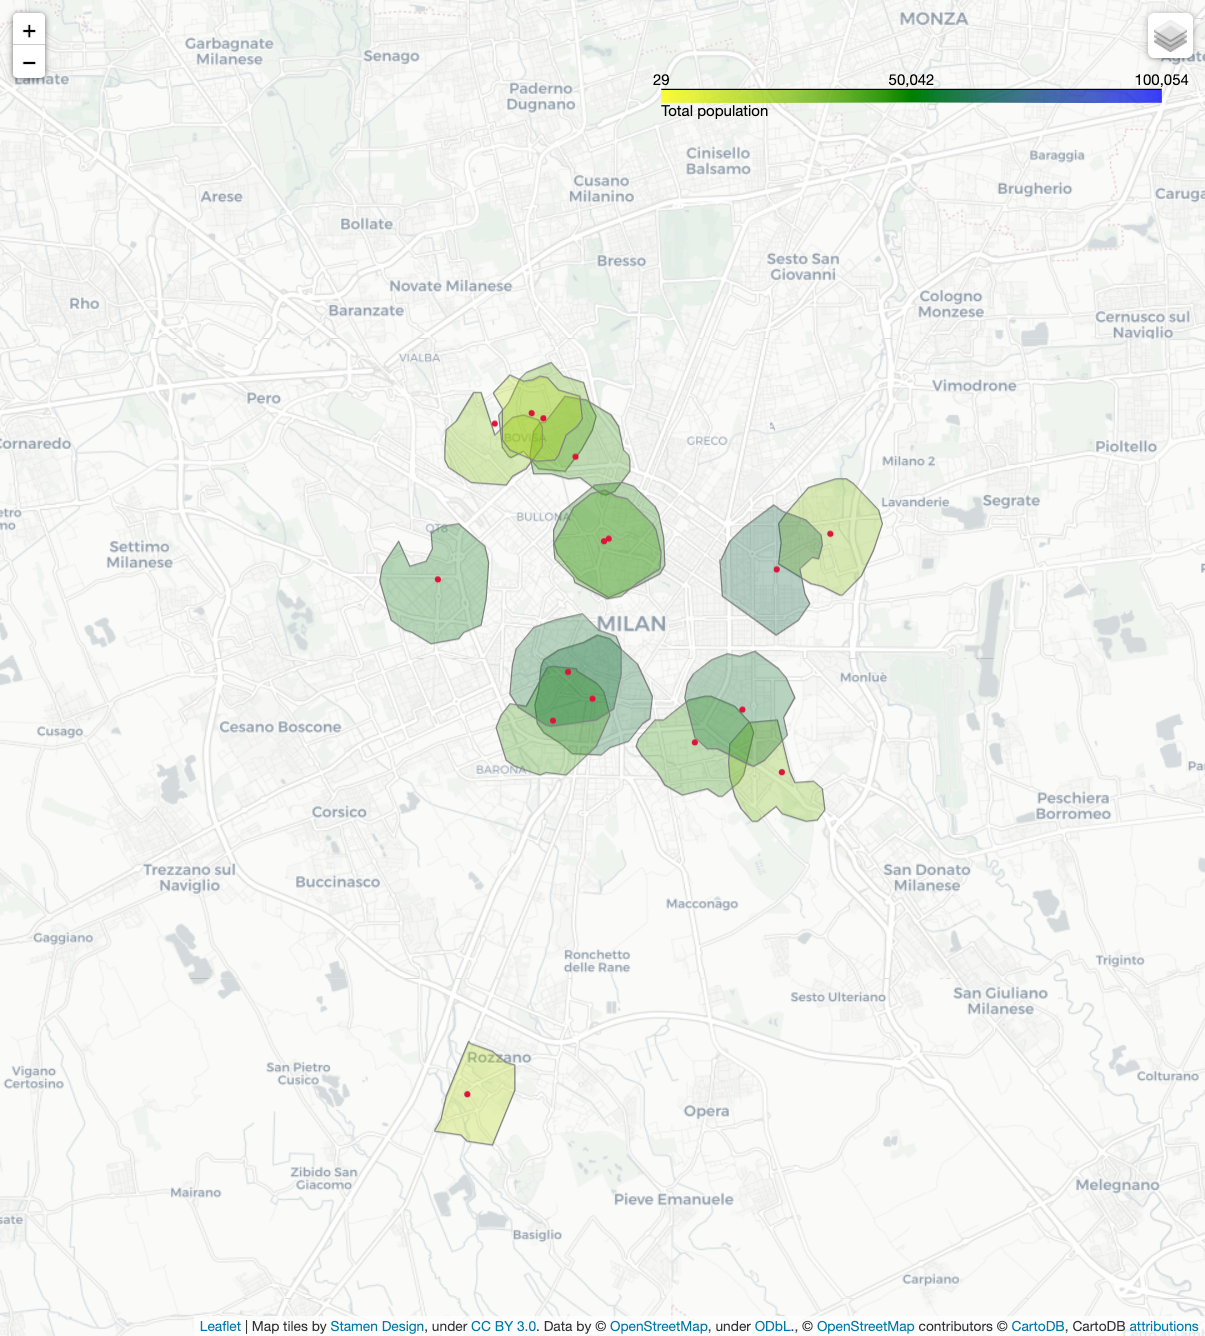 +
−
MONZA
Garbagnate
Milanese
Senago
Lainate
Agrate
29
50,042
100,054
Total population
Paderno
Dugnano
Cinisello
Balsamo
Baraggia
Cusano
Milanino
Brugherio
Caruga
Arese
Bollate
Bresso
Sesto San
Giovanni
Novate Milanese
Rho
Baranzate
Cologno
Monzese
Cernusco sul
Naviglio
VIALBA
Pero
Vimodrone
Cornaredo
BOVISA
GRECO
Pioltello
Milano 2
Lavanderie
Segrate
etro
mo
BULLONA
QT8
Settimo
Milanese
MILAN
Monluè
Cesano Boscone
Cusago
BARONA
Pa
Corsico
Peschiera
Borromeo
Trezzano sul
Naviglio
Buccinasco
San Donato
Milanese
Macconago
Gaggiano
Ronchetto
delle Rane
Triginto
Sesto Ulteriano
San Giuliano
Milanese
Rozzano
Vigano
Certosino
San Pietro
Cusico
Colturano
Opera
Zibido San
Giacomo
Mairano
Melegnano
Pieve Emanuele
sate
Basiglio
Carpiano
Leaflet | Map tiles by Stamen Design, under CC BY 3.0. Data by © OpenStreetMap, under ODbL., © OpenStreetMap contributors © CartoDB, CartoDB attributions